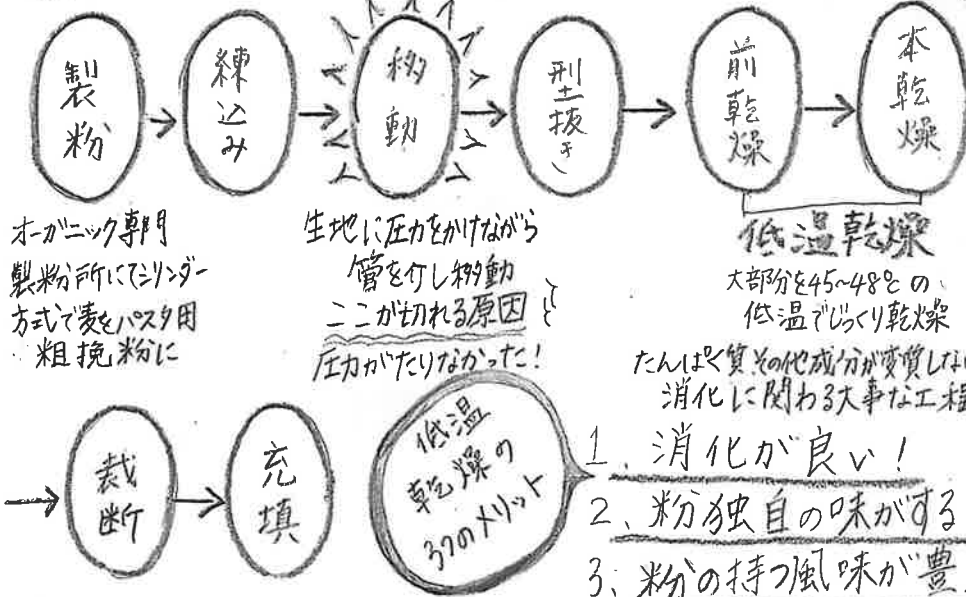 製粉
練込み
移動
型抜き
前乾燥
本乾燥
オーガニック専門
製粉所にてシリンダー
方式で麦をパスタ用
粗挽粉に
生地に圧力をかけながら
管を介し移動
ここが切れる原因
圧力がたりなかった!
低温乾燥
大部分を45~48℃の
低温でじっくり乾燥
たんぱく質その他成分が変質しない
消化に関わる大事な工程
裁断
充填
低温
乾燥の
3つのメリット
1、消化が良い!
2、粉独自の味がする
3、粉の持つ風味が豊